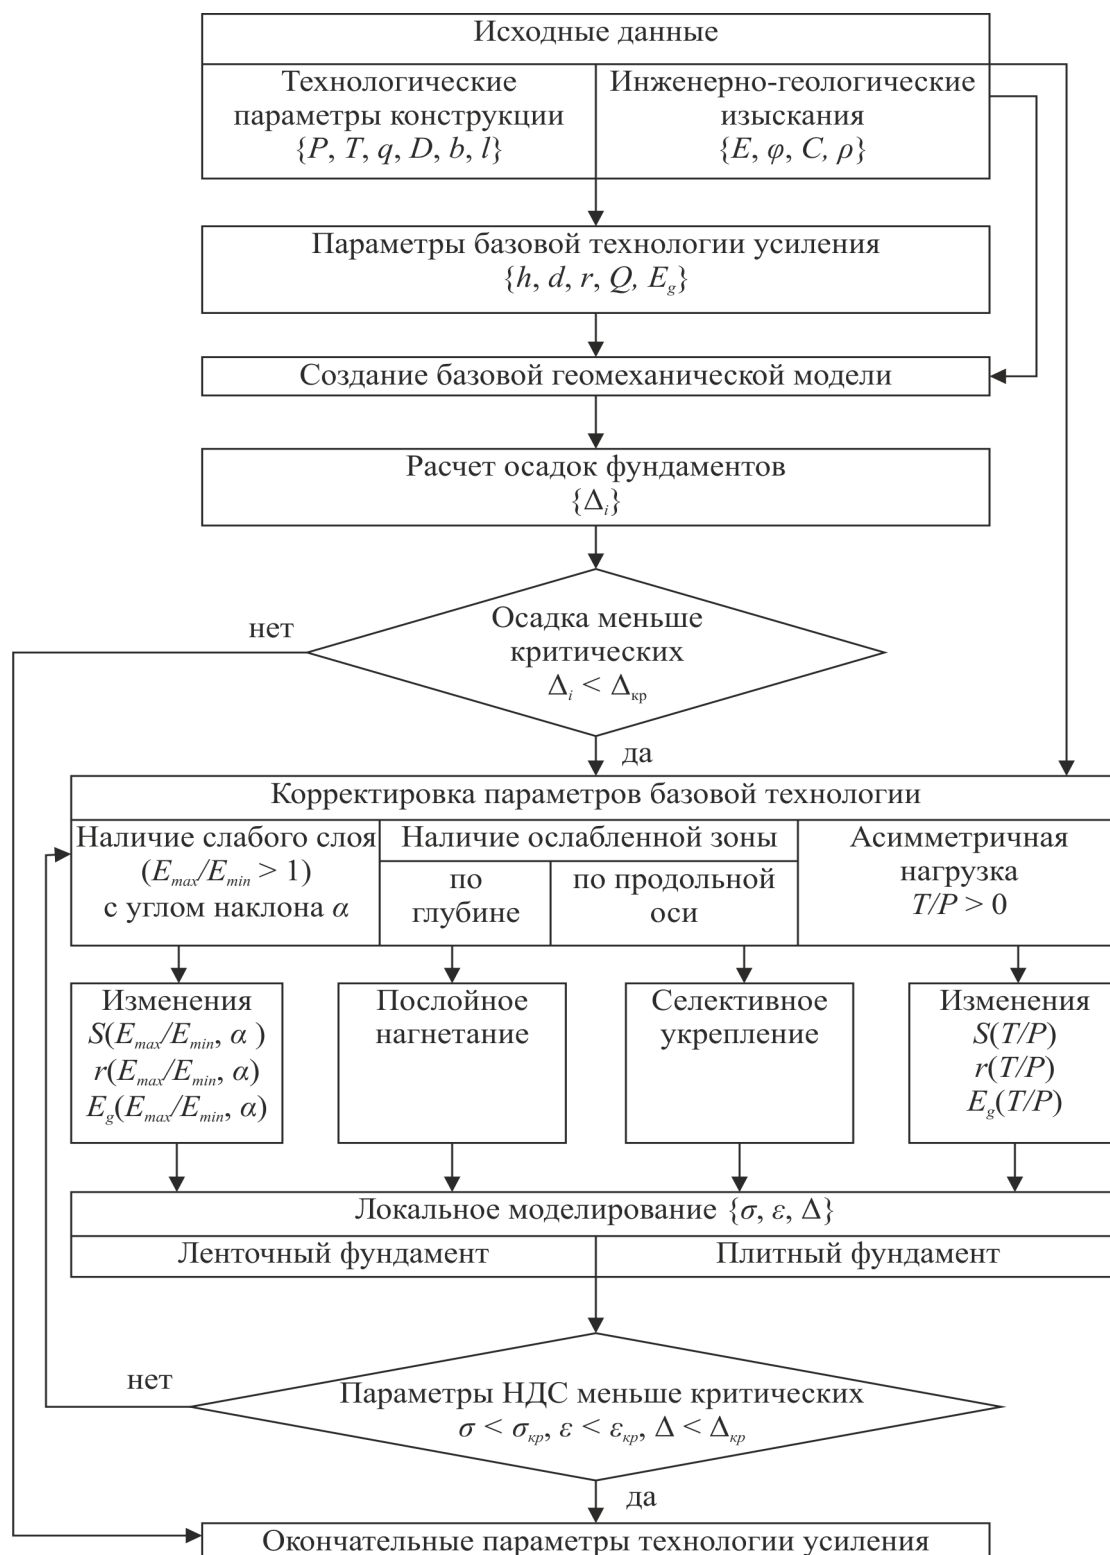 Исходные данные
Технологические
параметры конструкции
{P, T, q, D, b, l}
Инженерно-геологические
изыскания
{E, φ, C, ρ}
Параметры базовой технологии усиления
{h, d, r, Q, E_g}
Создание базовой геомеханической модели
Расчет осадок фундаментов
{Δ_i}
Осадка меньше
критических
Δ_i < Δ_кр
нет
да
Корректировка параметров базовой технологии
Наличие слабого слоя
(E_max/E_min > 1)
с углом наклона α
Наличие ослабленной зоны
по
глубине
по продольной
оси
Асимметричная
нагрузка
T/P > 0
Изменения
S(E_max/E_min, α )
r(E_max/E_min, α)
E_g(E_max/E_min, α)
Послойное
нагнетание
Селективное
укрепление
Изменения
S(T/P)
r(T/P)
E_g(T/P)
Локальное моделирование {σ, ε, Δ}
Ленточный фундамент
Плитный фундамент
нет
Параметры НДС меньше критических
σ < σ_кр, ε < ε_кр, Δ < Δ_кр
да
Окончательные параметры технологии усиления